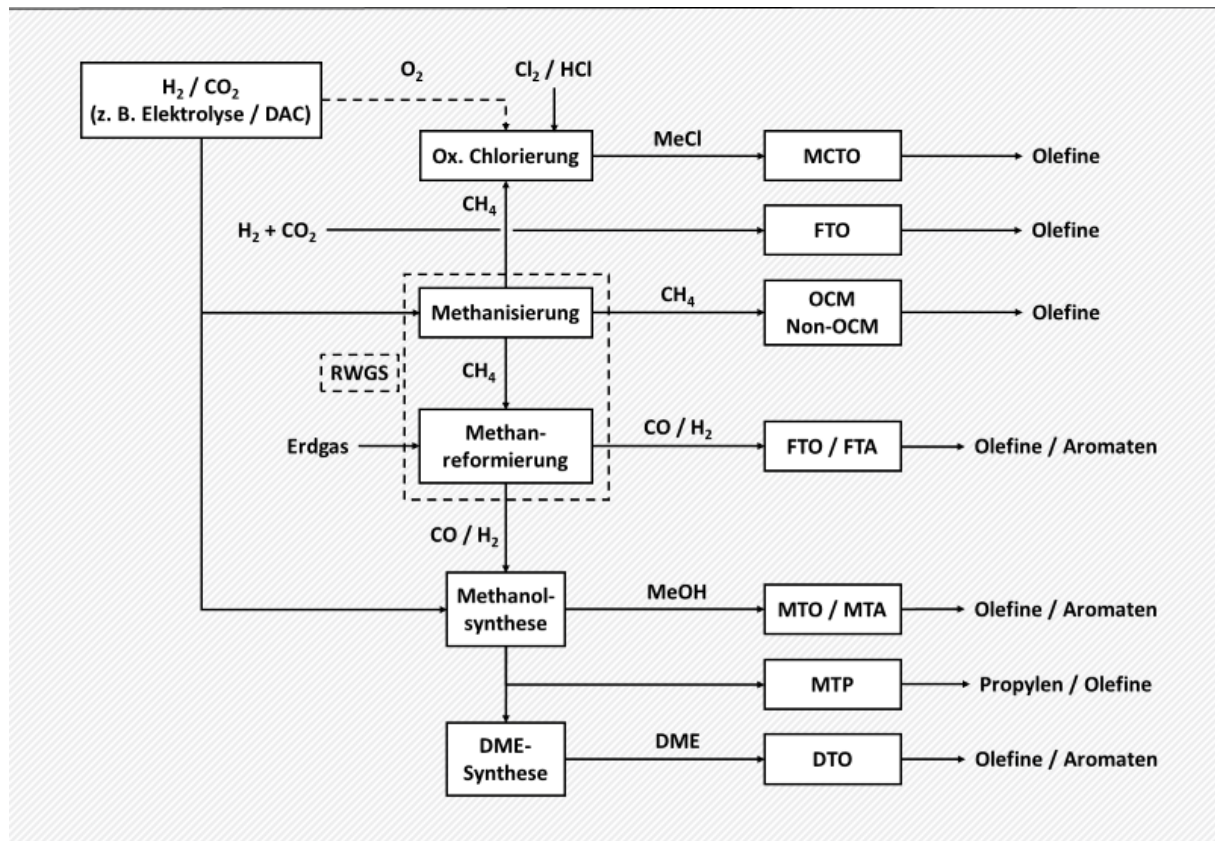 H₂ / CO₂
(z. B. Elektrolyse / DAC)
O₂
Cl₂ / HCl
Ox. Chlorierung
MeCl
MCTO
Olefine
CH₄
H₂ + CO₂
FTO
Olefine
Methanisierung
CH₄
OCM
Non-OCM
Olefine
RWGS
CH₄
Erdgas
Methan-
reformierung
CO / H₂
FTO / FTA
Olefine / Aromaten
CO / H₂
Methanol-
synthese
MeOH
MTO / MTA
Olefine / Aromaten
MTP
Propylen / Olefine
DME-
Synthese
DME
DTO
Olefine / Aromaten